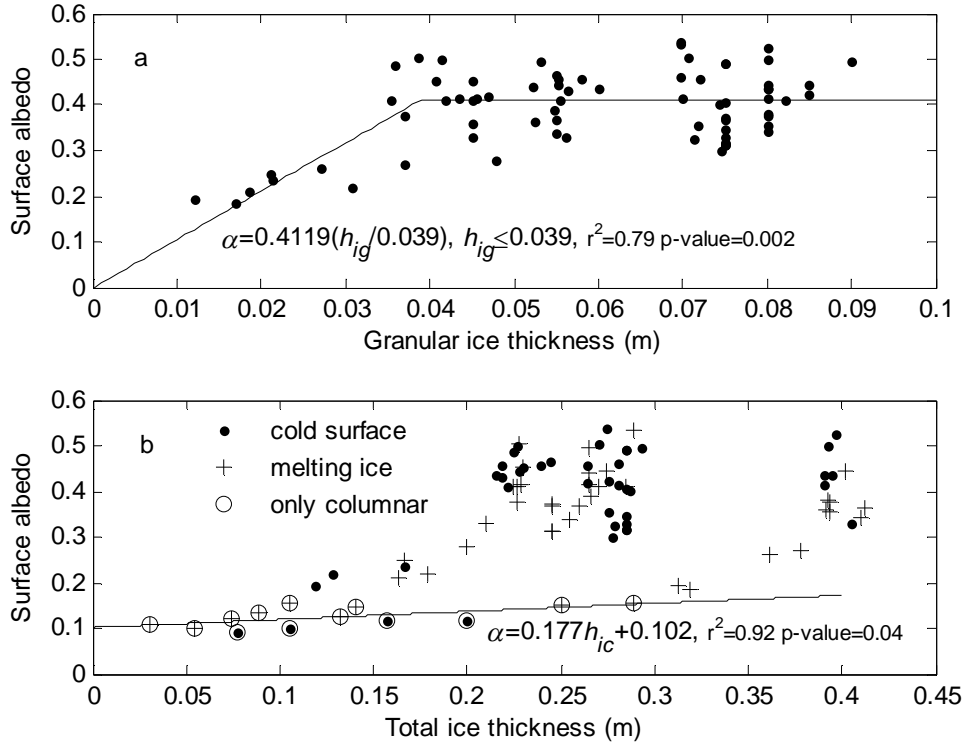 0.6
a
0.5
0.4
0.3
0.2
0.1
0
Surface albedo
α=0.4119(h_ig/0.039), h_ig≤0.039, r²=0.79 p-value=0.002
0 0.01 0.02 0.03 0.04 0.05 0.06 0.07 0.08 0.09 0.1
Granular ice thickness (m)
0.6
b
cold surface
0.5
melting ice
0.4
only columnar
0.3
0.2
0.1
0
Surface albedo
α=0.177h_ic+0.102, r²=0.92 p-value=0.04
0 0.05 0.1 0.15 0.2 0.25 0.3 0.35 0.4 0.45
Total ice thickness (m)